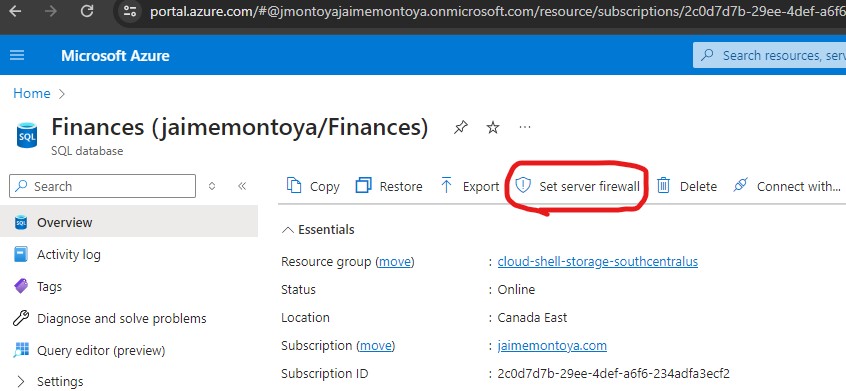 portal.azure.com/#@jmontoyajaimemontoya.onmicrosoft.com/resource/subscriptions/2c0d7d7b-29ee-4def-a6f6
Microsoft Azure
Search resources, serv
Home >
SQL
Finances (jaimemontoya/Finances)
SQL database
Search
Copy
Restore
Export
Set server firewall
Delete
Connect with...
SQL
Overview
Activity log
Tags
Diagnose and solve problems
Query editor (preview)
Settings
Essentials
Resource group (move) : cloud-shell-storage-southcentralus
Status : Online
Location : Canada East
Subscription (move) : jaimemontoya.com
Subscription ID : 2c0d7d7b-29ee-4def-a6f6-234adfa3ecf2